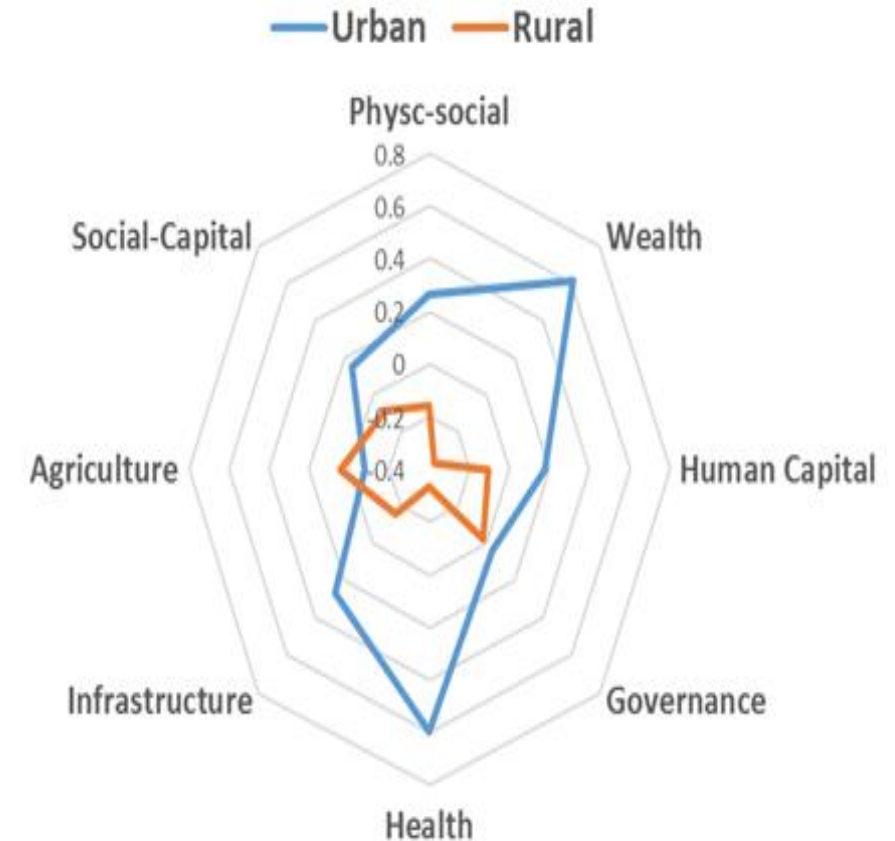 Urban Rural
Physc-social
0.8
0.6
Social-Capital
Wealth
0.4
0.2
0
-0.2
Agriculture
-0.4
Human Capital
Infrastructure
Governance
Health